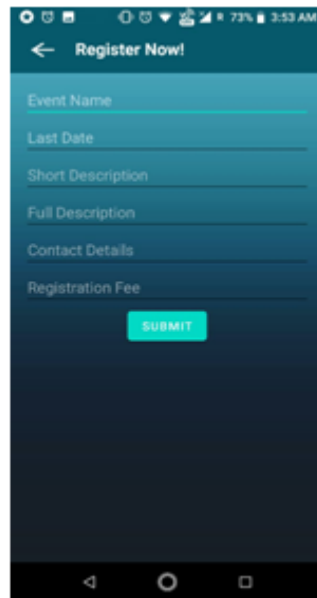 R 73% 3:53 AM
Register Now!
Event Name
Last Date
Short Description
Full Description
Contact Details
Registration Fee
SUBMIT